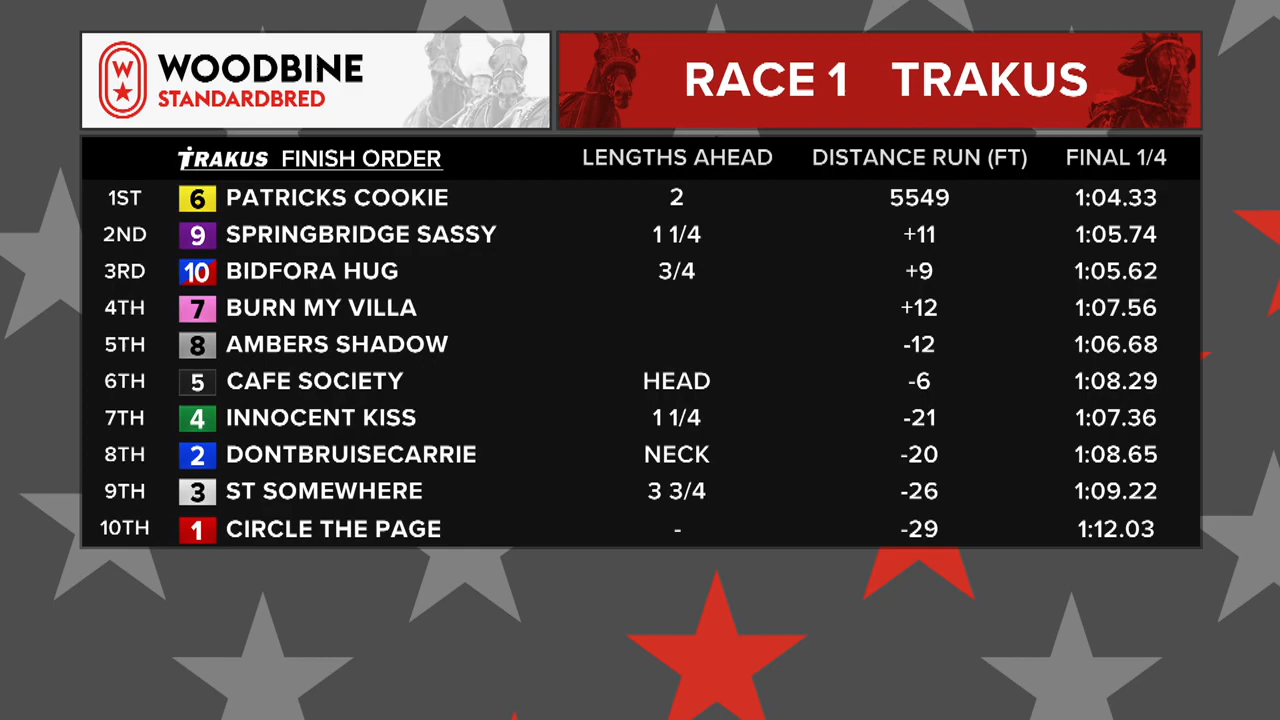 W
WOODBINE
STANDARDBRED
RACE 1 TRAKUS
TRAKUS FINISH ORDER LENGTHS AHEAD DISTANCE RUN (FT) FINAL 1/4
1ST 6 PATRICKS COOKIE 2 5549 1:04.33
2ND 9 SPRINGBRIDGE SASSY 1 1/4 +11 1:05.74
3RD 10 BIDFORA HUG 3/4 +9 1:05.62
4TH 7 BURN MY VILLA +12 1:07.56
5TH 8 AMBERS SHADOW -12 1:06.68
6TH 5 CAFE SOCIETY HEAD -6 1:08.29
7TH 4 INNOCENT KISS 1 1/4 -21 1:07.36
8TH 2 DONTBRUISECARRIE NECK -20 1:08.65
9TH 3 ST SOMEWHERE 3 3/4 -26 1:09.22
10TH 1 CIRCLE THE PAGE - -29 1:12.03